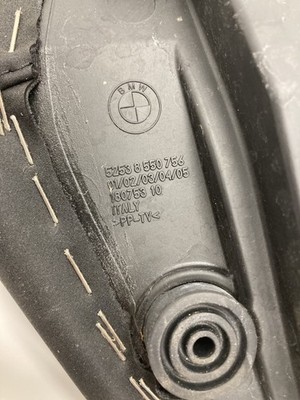 BMW
5253 8 550 756
01/02/03/04/05
180753 10
ITALY
>PP-TV<